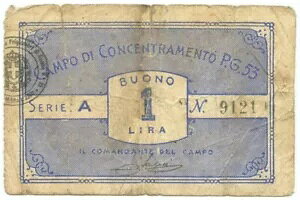 CAMPO DI CONCENTRAMENTO P.G. 53
BUONO
SERIE: A 1 N. 9121
LIRA
IL COMANDANTE DEL CAMPO